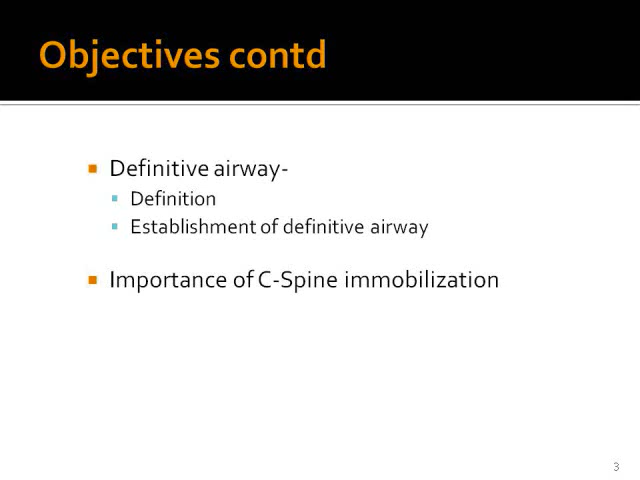 Objectives contd
Definitive airway-
Definition
Establishment of definitive airway
Importance of C-Spine immobilization
3